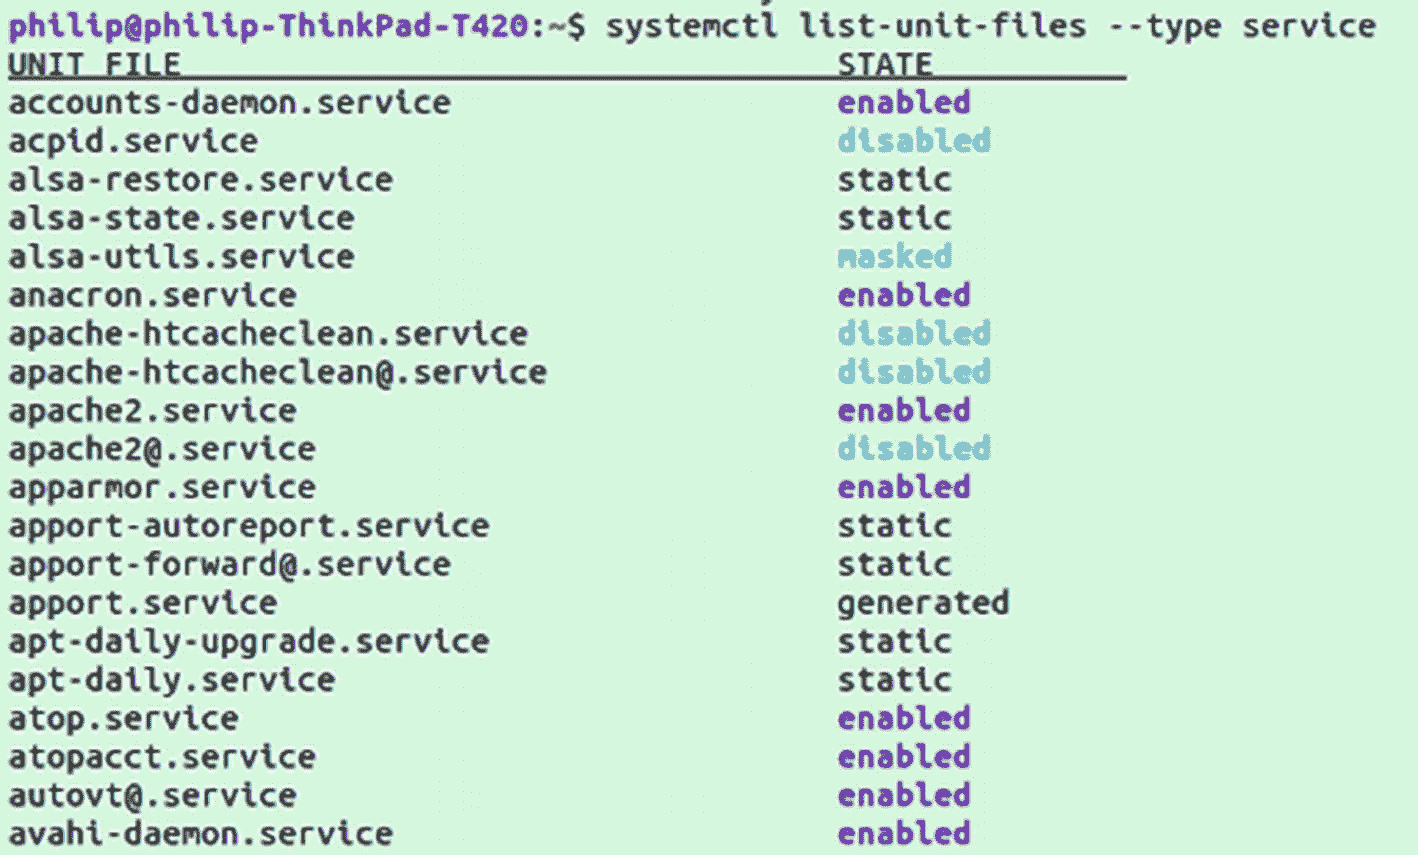 philip@philip-ThinkPad-T420:~$ systemctl list-unit-files --type service
UNIT FILE STATE
accounts-daemon.service enabled
acpid.service disabled
alsa-restore.service static
alsa-state.service static
alsa-utils.service masked
anacron.service enabled
apache-htcacheclean.service disabled
apache-htcacheclean@.service disabled
apache2.service enabled
apache2@.service disabled
apparmor.service enabled
apport-autoreport.service static
apport-forward@.service static
apport.service generated
apt-daily-upgrade.service static
apt-daily.service static
atop.service enabled
atopacct.service enabled
autovt@.service enabled
avahi-daemon.service enabled